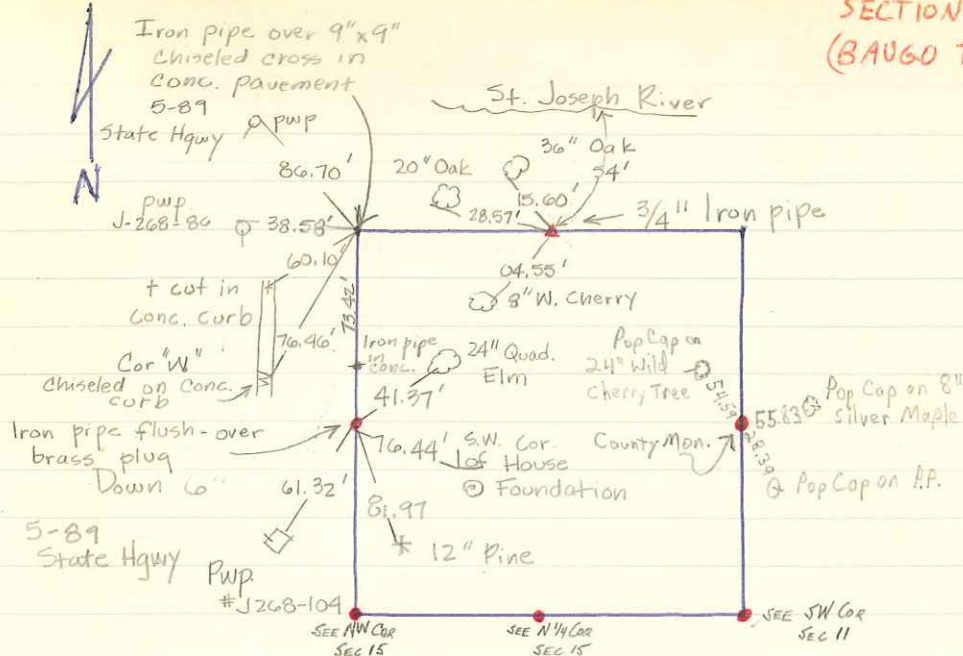 SECTION
(BAUGO T
Iron pipe over 9"x9"
Chiseled cross in
Conc. pavement
5-89
State Hgwy
pwp
86.70'
N
St. Joseph River
36" Oak
54'
20" Oak
15.60'
28.57'
3/4" Iron pipe
pwp.
J-268-86
38.58'
60.10'
64.55'
8" W. Cherry
+ cut in
Conc. Curb
73.42'
76.46'
Cor "W"
Chiseled on Conc.
curb
W
Iron pipe
in conc.
24" Quad.
Elm
41.37'
Pop Cap on
24" Wild
Cherry Tree
54.59
55.83
Pop Cap on 8"
Silver Maple
28.39
Pop Cap on P.P.
County Mon.
Iron pipe flush-over
brass plug
Down 6"
76.44'
S.W. Cor.
of House
Foundation
61.32'
81.97
12" Pine
5-89
State Hgwy
Pwp.
#J268-104
SEE NW COR
SEC 15
SEE N 1/4 COR
SEC 15
SEE SW COR
SEC 11